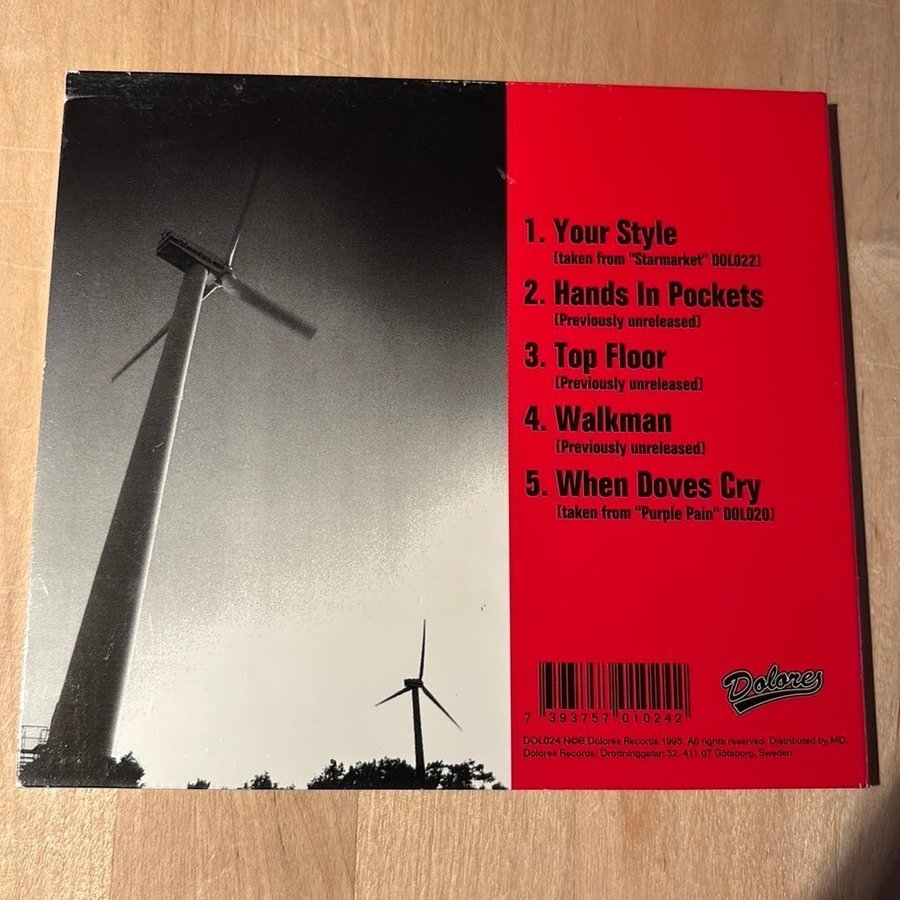 1. Your Style
[taken from "Starmarket" DOL022]
2. Hands In Pockets
[Previously unreleased]
3. Top Floor
[Previously unreleased]
4. Walkman
[Previously unreleased]
5. When Doves Cry
[taken from "Purple Pain" DOL020]
7 393757 010242
Dolores
DOL024 N©B Dolores Records 1995. All rights reserved. Distributed by MD.
Dolores Records, Drottninggatan 52, 411 07 Göteborg, Sweden.